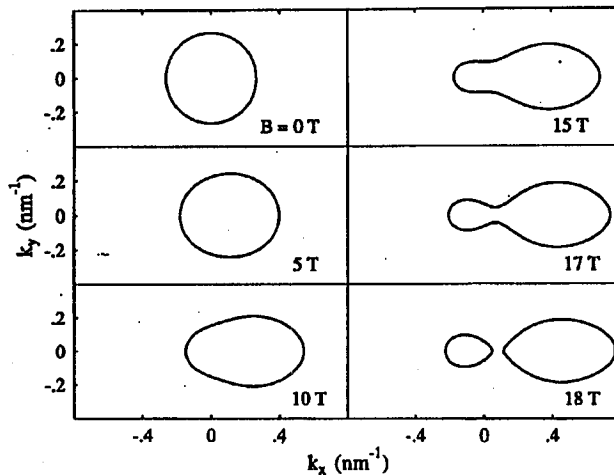 .2
0
-.2
B = 0 T
15 T
.2
0
-.2
5 T
17 T
.2
0
-.2
10 T
18 T
-.4 0 .4
-.4 0 .4
k_y (nm^-1)
k_x (nm^-1)